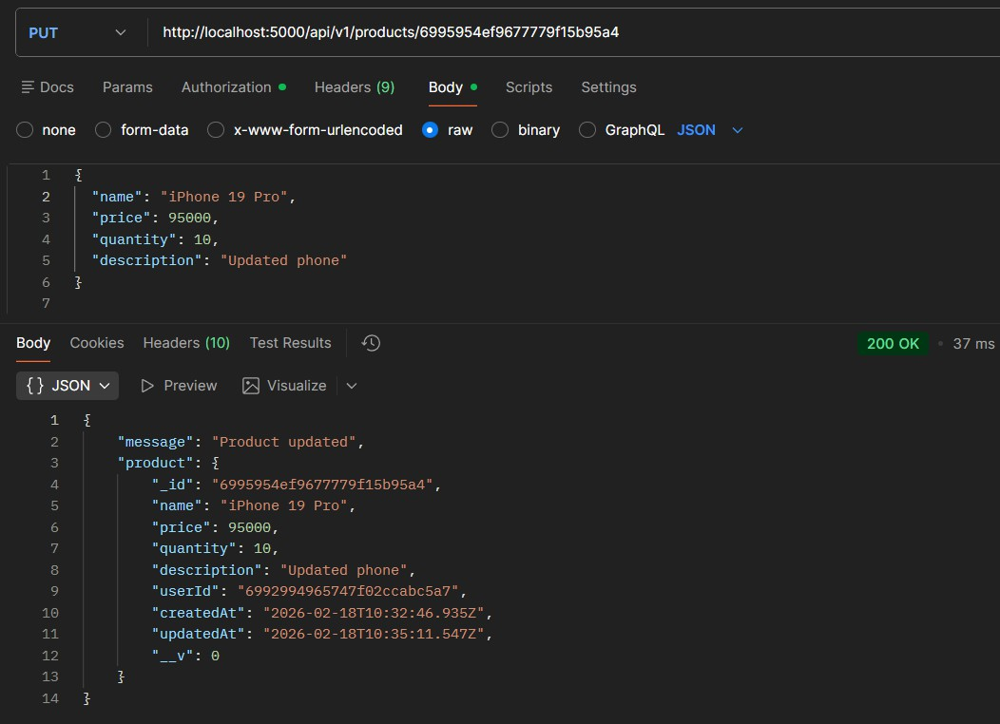 PUT http://localhost:5000/api/v1/products/6995954ef9677779f15b95a4
Docs Params Authorization Headers (9) Body Scripts Settings
none form-data x-www-form-urlencoded raw binary GraphQL JSON
1 {
2 "name": "iPhone 19 Pro",
3 "price": 95000,
4 "quantity": 10,
5 "description": "Updated phone"
6 }
7
Body Cookies Headers (10) Test Results 200 OK • 37 ms
{} JSON Preview Visualize
1 {
2 "message": "Product updated",
3 "product": {
4 "_id": "6995954ef9677779f15b95a4",
5 "name": "iPhone 19 Pro",
6 "price": 95000,
7 "quantity": 10,
8 "description": "Updated phone",
9 "userId": "6992994965747f02ccabc5a7",
10 "createdAt": "2026-02-18T10:32:46.935Z",
11 "updatedAt": "2026-02-18T10:35:11.547Z",
12 "__v": 0
13 }
14 }